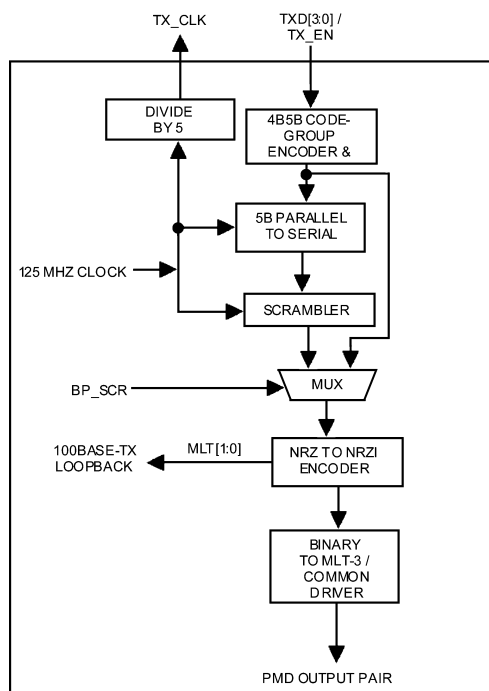 TX_CLK
TXD[3:0] /
TX_EN
DIVIDE
BY 5
4B5B CODE-
GROUP
ENCODER &
5B PARALLEL
TO SERIAL
125 MHZ CLOCK
SCRAMBLER
MUX
BP_SCR
MLT[1:0]
100BASE-TX
LOOPBACK
NRZ TO NRZI
ENCODER
BINARY
TO MLT-3 /
COMMON
DRIVER
PMD OUTPUT PAIR